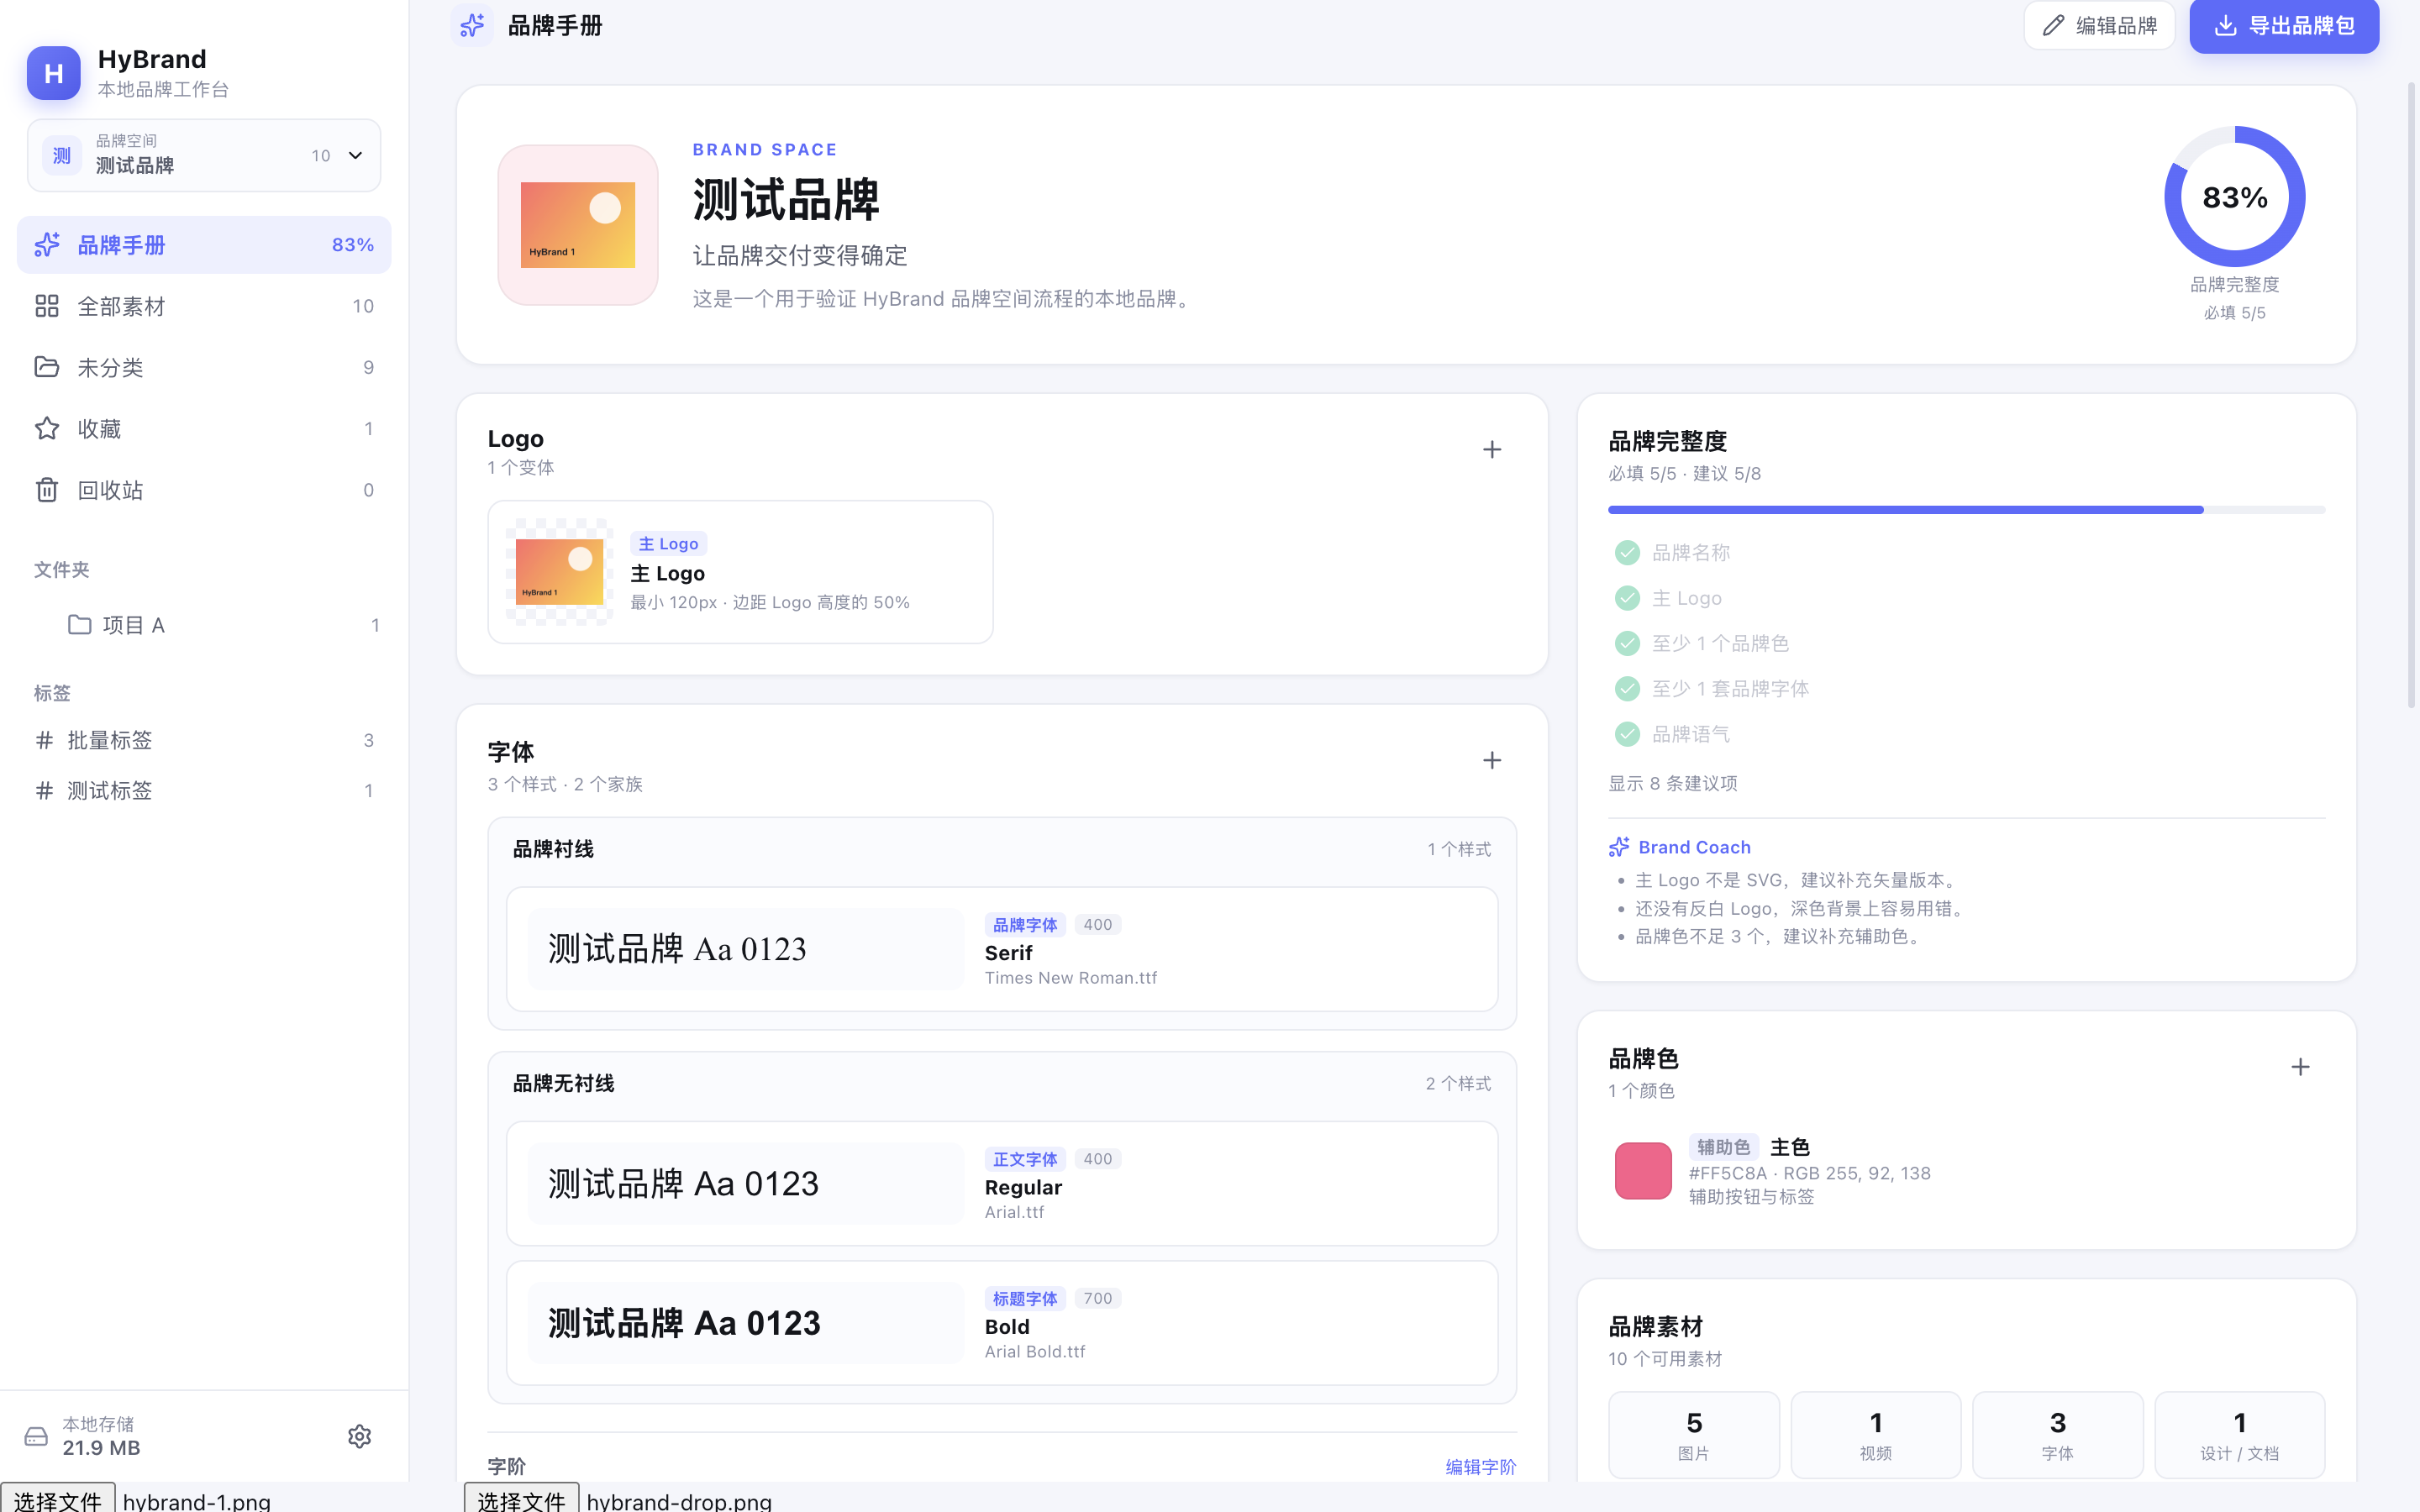 H
HyBrand
本地品牌工作台
测
品牌空间
测试品牌
10
品牌手册
83%
全部素材
10
未分类
9
收藏
1
回收站
0
文件夹
项目 A
1
标签
# 批量标签
3
# 测试标签
1
本地存储
21.9 MB
选择文件 hybrand-1.png
品牌手册
编辑品牌
导出品牌包
HyBrand 1
BRAND SPACE
测试品牌
让品牌交付变得确定
这是一个用于验证 HyBrand 品牌空间流程的本地品牌。
83%
品牌完整度
必填 5/5
Logo
1 个变体
HyBrand 1
主 Logo
主 Logo
最小 120px · 边距 Logo 高度的 50%
字体
3 个样式 · 2 个家族
品牌衬线
1 个样式
测试品牌 Aa 0123
品牌字体 400
Serif
Times New Roman.ttf
品牌无衬线
2 个样式
测试品牌 Aa 0123
正文字体 400
Regular
Arial.ttf
测试品牌 Aa 0123
标题字体 700
Bold
Arial Bold.ttf
字阶
编辑字阶
选择文件 hybrand-drop.png
品牌完整度
必填 5/5 · 建议 5/8
品牌名称
主 Logo
至少 1 个品牌色
至少 1 套品牌字体
品牌语气
显示 8 条建议项
Brand Coach
主 Logo 不是 SVG，建议补充矢量版本。
还没有反白 Logo，深色背景上容易用错。
品牌色不足 3 个，建议补充辅助色。
品牌色
1 个颜色
辅助色 主色
#FF5C8A · RGB 255, 92, 138
辅助按钮与标签
品牌素材
10 个可用素材
5
图片
1
视频
3
字体
1
设计 / 文档